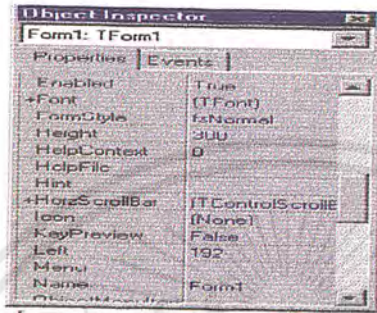 Object Inspector
Form1: TForm1
Properties Events
Enabled True
+Font (TFont)
FormStyle fsNormal
Height 300
HelpContext 0
HelpFile
Hint
+HorzScrollBar (TControlScrollB
Icon (None)
KeyPreview False
Left 192
Menu
Name Form1